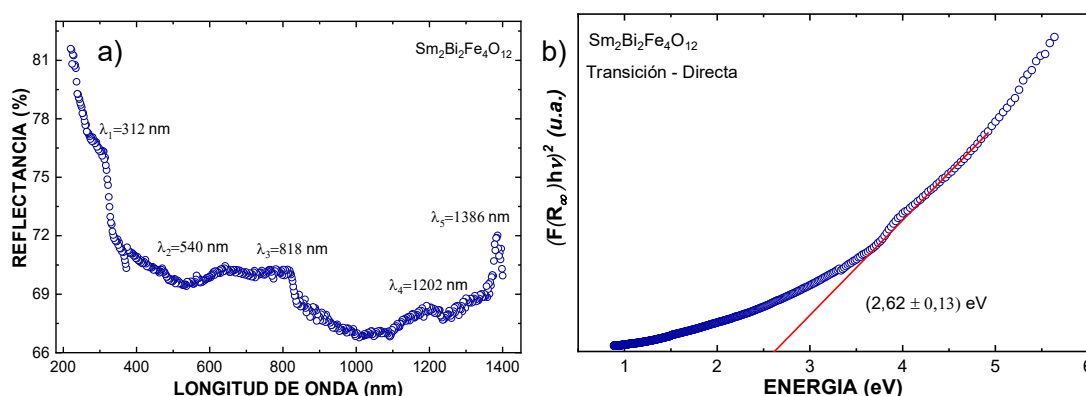 a)
Sm₂Bi₂Fe₄O₁₂
REFLECTANCIA (%)
81
78
75
72
69
66
λ₁=312 nm
λ₂=540 nm
λ₃=818 nm
λ₄=1202 nm
λ₅=1386 nm
200 400 600 800 1000 1200 1400
LONGITUD DE ONDA (nm)
b)
Sm₂Bi₂Fe₄O₁₂
Transición - Directa
(F(R∞)hν)² (u.a.)
(2,62 ± 0,13) eV
1 2 3 4 5 6
ENERGIA (eV)